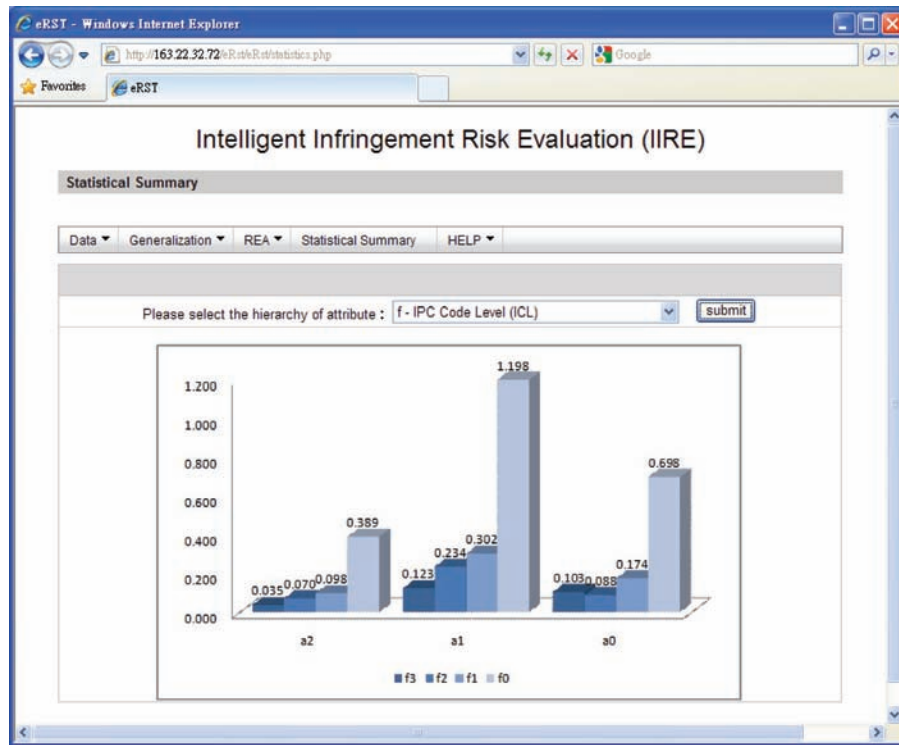 eRST - Windows Internet Explorer
http://163.22.32.72/eRst/eRst/statistics.php
Google
Favorites
eRST
Intelligent Infringement Risk Evaluation (IIRE)
Statistical Summary
Data Generalization REA Statistical Summary HELP
Please select the hierarchy of attribute : f - IPC Code Level (ICL) submit
1.200
1.000
0.800
0.600
0.400
0.200
0.000
0.035 0.070 0.098 0.389
0.123 0.234 0.302 1.198
0.103 0.088 0.174 0.698
a2 a1 a0
f3 f2 f1 f0